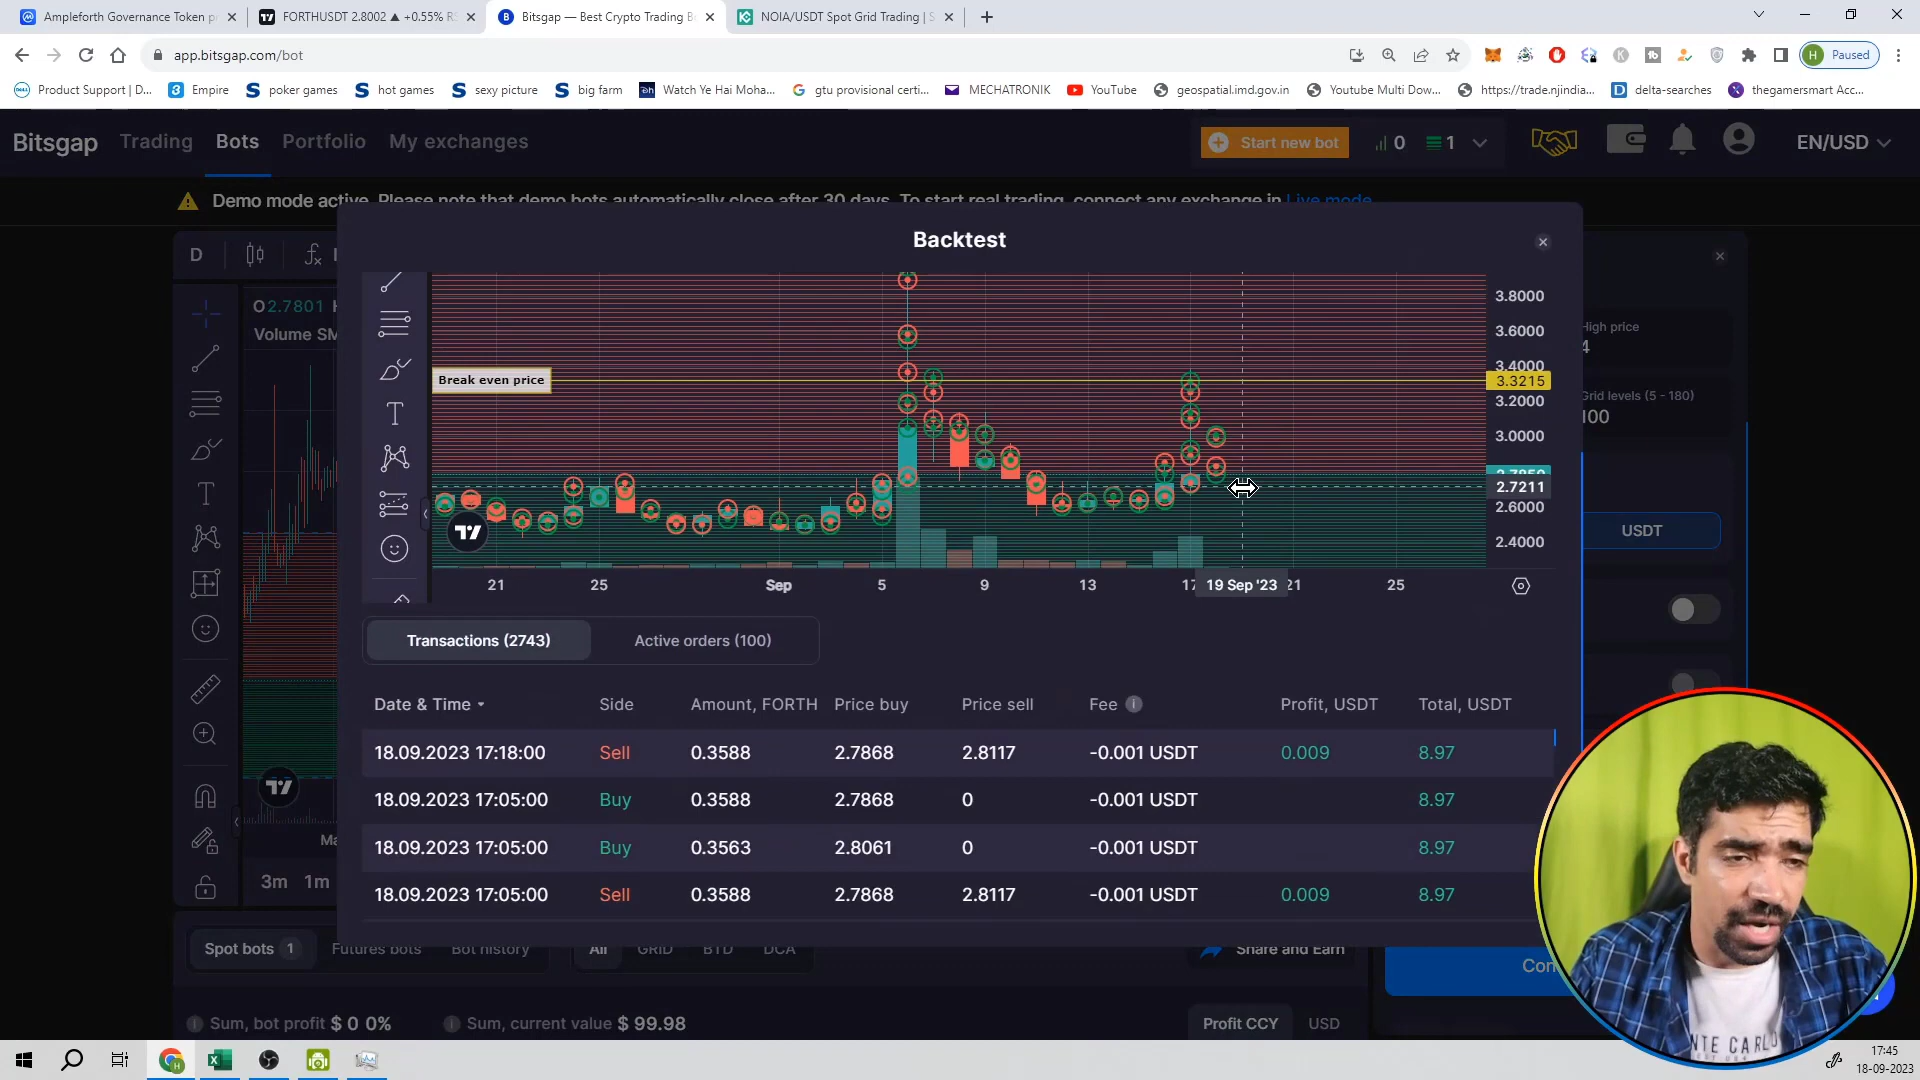 Ampleforth Governance Token p
FORTHUSDT 2.8002 ▲ +0.55% R
Bitsgap — Best Crypto Trading B
NOIA/USDT Spot Grid Trading | S
app.bitsgap.com/bot
Paused
Product Support | D...
Empire
poker games
hot games
sexy picture
big farm
Watch Ye Hai Moha...
gtu provisional certi...
MECHATRONIK
YouTube
geospatial.imd.gov.in
Youtube Multi Dow...
https://trade.njindia...
delta-searches
thegamersmart Acc...
Bitsgap
Trading
Bots
Portfolio
My exchanges
Start new bot
0
1
EN/USD
Demo mode active. Please note that demo bots automatically close after 30 days. To start real trading, connect any exchange in Live mode
Backtest
D
O2.7801
Volume SM
3.8000
3.6000
3.4000
3.3215
3.2000
3.0000
2.7850
2.7211
2.6000
2.4000
Break even price
21
25
Sep
5
9
13
17
19 Sep '23
21
25
High price
4
Grid levels (5 - 180)
100
USDT
Transactions (2743)
Active orders (100)
Date & Time Side Amount, FORTH Price buy Price sell Fee Profit, USDT Total, USDT
18.09.2023 17:18:00 Sell 0.3588 2.7868 2.8117 -0.001 USDT 0.009 8.97
18.09.2023 17:05:00 Buy 0.3588 2.7868 0 -0.001 USDT 8.97
18.09.2023 17:05:00 Buy 0.3563 2.8061 0 -0.001 USDT 8.97
18.09.2023 17:05:00 Sell 0.3588 2.7868 2.8117 -0.001 USDT 0.009 8.97
Ma
3m 1m
Spot bots 1
Futures bots
Bot history
All
GRID
BTD
DCA
Share and Earn
Con
Sum, bot profit $ 0 0%
Sum, current value $ 99.98
Profit CCY
USD
NTE CARLO
17:45
18-09-2023